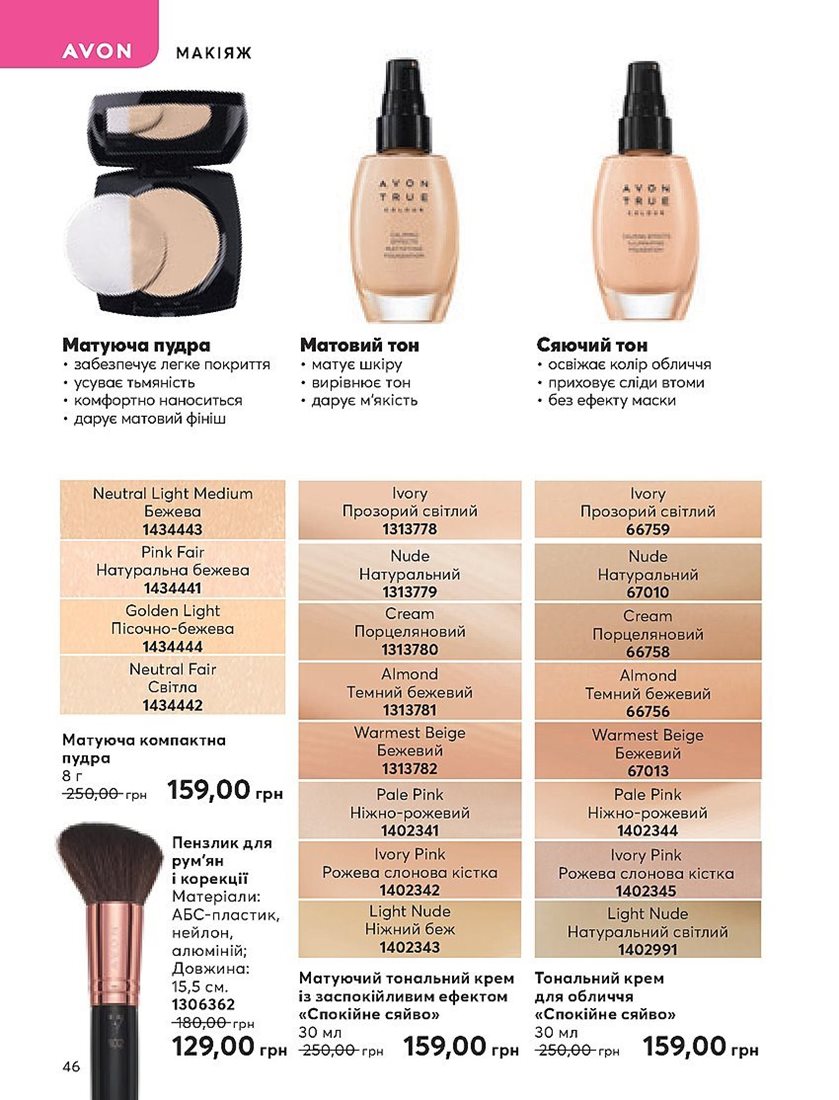 AVON
МАКІЯЖ
AVON
TRUE
COLOUR
CALMING
EFFECTS
MATTIFYING
FOUNDATION
AVON
TRUE
COLOUR
CALMING EFFECTS
ILLUMINATING
FOUNDATION
Матуюча пудра
• забезпечує легке покриття
• усуває тьмяність
• комфортно наноситься
• дарує матовий фініш
Матовий тон
• матує шкіру
• вирівнює тон
• дарує м'якість
Сяючий тон
• освіжає колір обличчя
• приховує сліди втоми
• без ефекту маски
Neutral Light Medium
Бежева
1434443
Pink Fair
Натуральна бежева
1434441
Golden Light
Пісочно-бежева
1434444
Neutral Fair
Світла
1434442
Матуюча компактна
пудра
8 г
250,00 грн 159,00 грн
Пензлик для
рум'ян
і корекції
Матеріали:
АБС-пластик,
нейлон,
алюміній;
Довжина:
15,5 см.
1306362
180,00 грн
129,00 грн
AVON
Ivory
Прозорий світлий
1313778
Nude
Натуральний
1313779
Cream
Порцеляновий
1313780
Almond
Темний бежевий
1313781
Warmest Beige
Бежевий
1313782
Pale Pink
Ніжно-рожевий
1402341
Ivory Pink
Рожева слонова кістка
1402342
Light Nude
Ніжний беж
1402343
Матуючий тональний крем
із заспокійливим ефектом
«Спокійне сяйво»
30 мл
250,00 грн 159,00 грн
Ivory
Прозорий світлий
66759
Nude
Натуральний
67010
Cream
Порцеляновий
66758
Almond
Темний бежевий
66756
Warmest Beige
Бежевий
67013
Pale Pink
Ніжно-рожевий
1402344
Ivory Pink
Рожева слонова кістка
1402345
Light Nude
Натуральний світлий
1402991
Тональний крем
для обличчя
«Спокійне сяйво»
30 мл
250,00 грн 159,00 грн
46